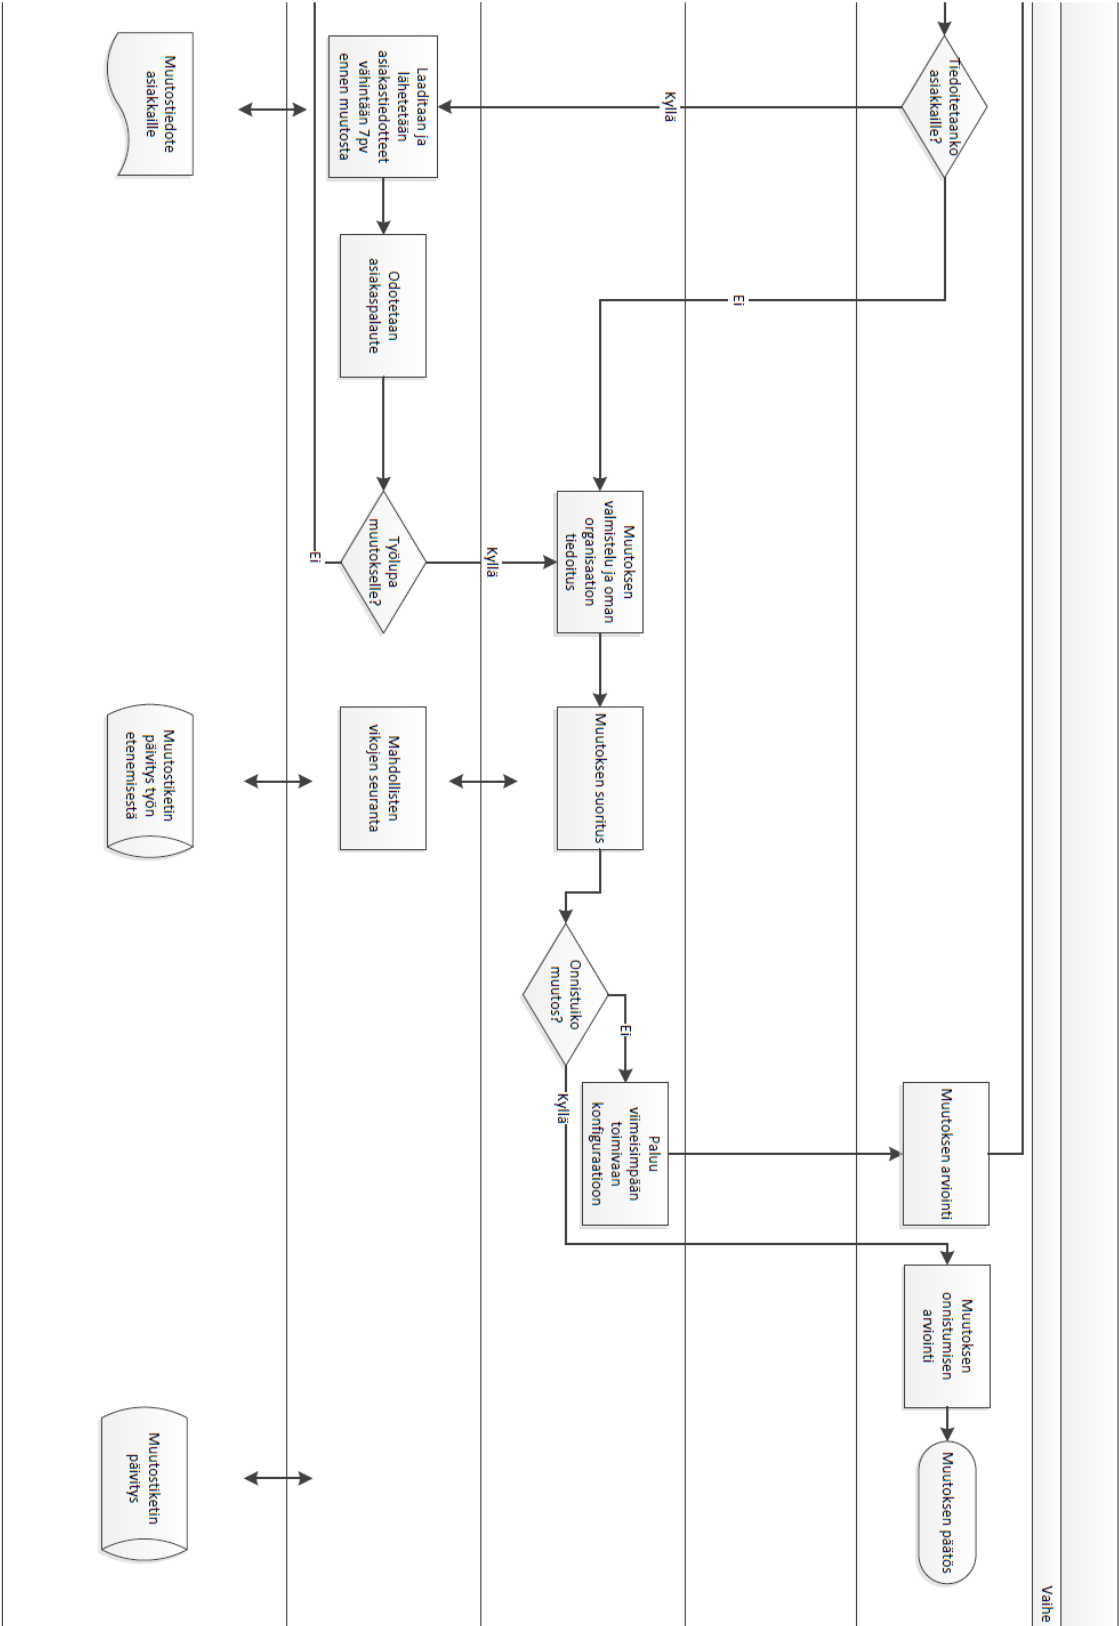 Vaihe
Tiedoitetaanko
asiakkaille?
Kyllä
Ei
Laaditaan ja
lähetetään
asiakastiedotteet
vähintään 7pv
ennen muutosta
Muutostiedote
asiakkaille
Odotetaan
asiakaspalaute
Työlupa
muutokselle?
Kyllä
Ei
Muutoksen
valmistelu ja oman
organisaation
tiedoitus
Muutoksen suoritus
Mahdollisten
vikojen seuranta
Muutostiketin
päivitys työn
etenemisestä
Onnistuiko
muutos?
Ei
Kyllä
Paluu
viimeisimpään
toimivaan
konfiguraatioon
Muutoksen arviointi
Muutoksen
onnistumisen
arviointi
Muutoksen päätös
Muutostiketin
päivitys